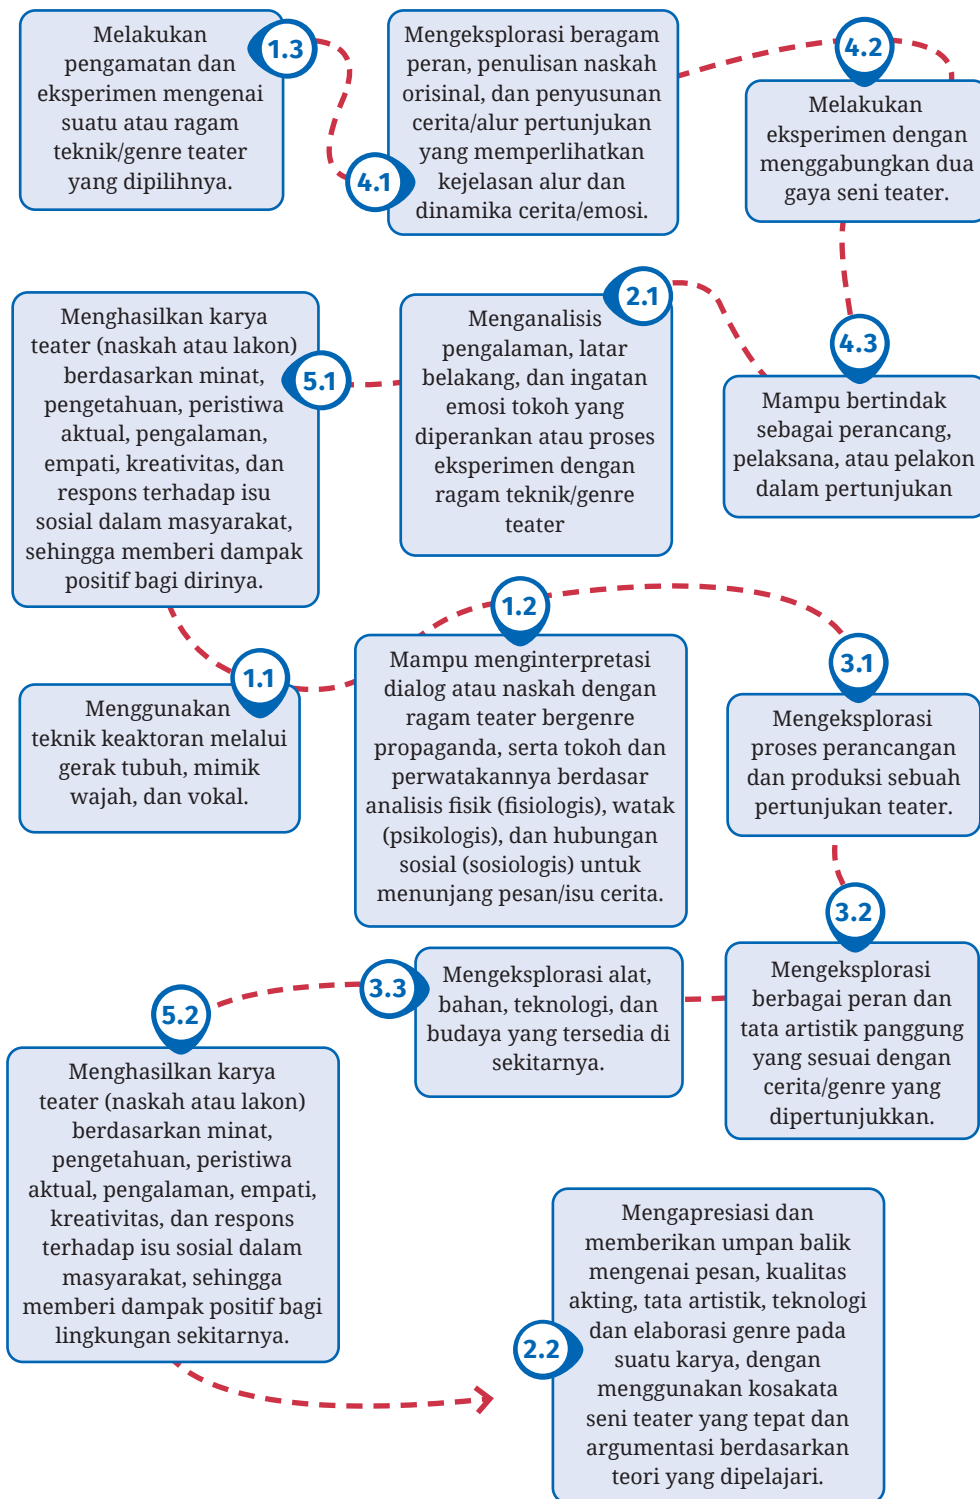 1.3
Melakukan
pengamatan dan
eksperimen mengenai
suatu atau ragam
teknik/genre teater
yang dipilihnya.
4.1
Mengeksplorasi beragam
peran, penulisan naskah
orisinal, dan penyusunan
cerita/alur pertunjukan
yang memperlihatkan
kejelasan alur dan
dinamika cerita/emosi.
4.2
Melakukan
eksperimen dengan
menggabungkan dua
gaya seni teater.
4.3
Mampu bertindak
sebagai perancang,
pelaksana, atau pelakon
dalam pertunjukan
2.1
Menganalisis
pengalaman, latar
belakang, dan ingatan
emosi tokoh yang
diperankan atau proses
eksperimen dengan
ragam teknik/genre
teater
5.1
Menghasilkan karya
teater (naskah atau lakon)
berdasarkan minat,
pengetahuan, peristiwa
aktual, pengalaman,
empati, kreativitas, dan
respons terhadap isu
sosial dalam masyarakat,
sehingga memberi dampak
positif bagi dirinya.
1.1
Menggunakan
teknik keaktoran melalui
gerak tubuh, mimik
wajah, dan vokal.
1.2
Mampu menginterpretasi
dialog atau naskah dengan
ragam teater bergenre
propaganda, serta tokoh dan
perwatakannya berdasar
analisis fisik (fisiologis), watak
(psikologis), dan hubungan
sosial (sosiologis) untuk
menunjang pesan/isu cerita.
3.1
Mengeksplorasi
proses perancangan
dan produksi sebuah
pertunjukan teater.
3.2
Mengeksplorasi
berbagai peran dan
tata artistik panggung
yang sesuai dengan
cerita/genre yang
dipertunjukkan.
3.3
Mengeksplorasi alat,
bahan, teknologi, dan
budaya yang tersedia di
sekitarnya.
5.2
Menghasilkan karya
teater (naskah atau lakon)
berdasarkan minat,
pengetahuan, peristiwa
aktual, pengalaman, empati,
kreativitas, dan respons
terhadap isu sosial dalam
masyarakat, sehingga
memberi dampak positif bagi
lingkungan sekitarnya.
2.2
Mengapresiasi dan
memberikan umpan balik
mengenai pesan, kualitas
akting, tata artistik, teknologi
dan elaborasi genre pada
suatu karya, dengan
menggunakan kosakata
seni teater yang tepat dan
argumentasi berdasarkan
teori yang dipelajari.